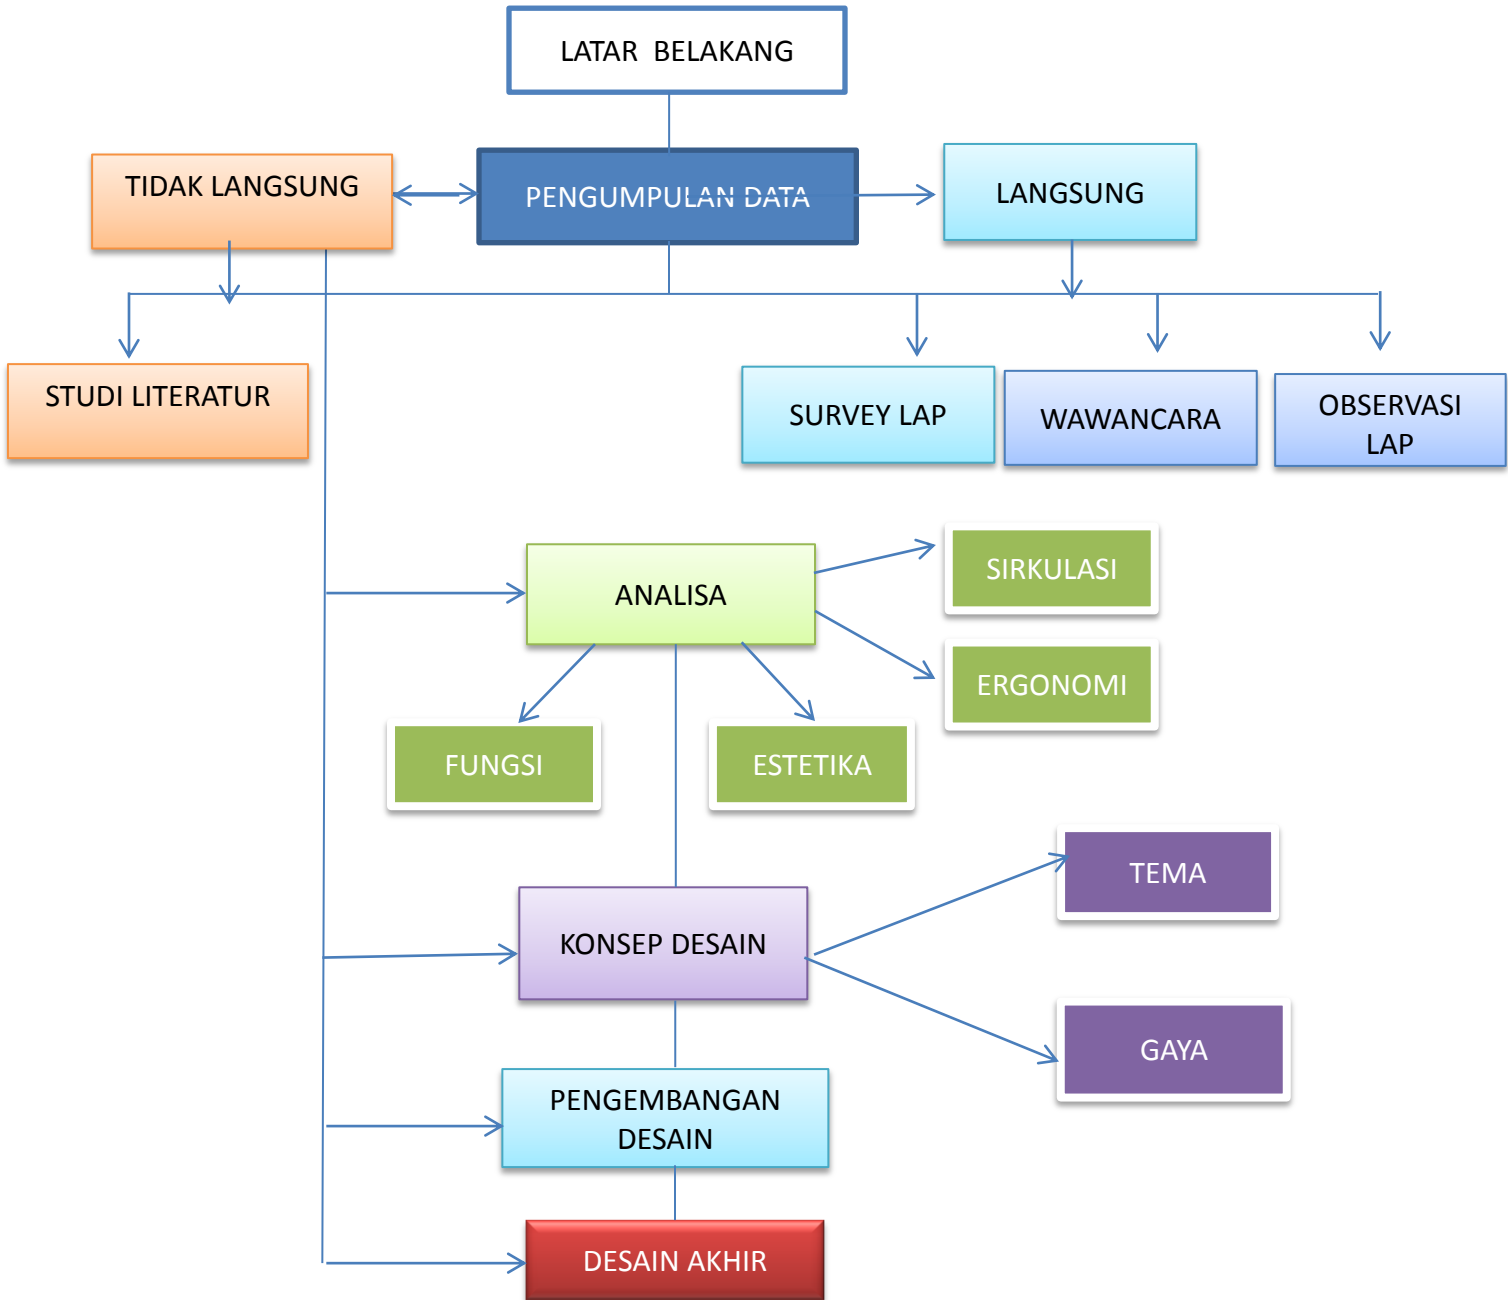 LATAR BELAKANG
TIDAK LANGSUNG
PENGUMPULAN DATA
LANGSUNG
STUDI LITERATUR
SURVEY LAP
WAWANCARA
OBSERVASI
LAP
ANALISA
SIRKULASI
ERGONOMI
FUNGSI
ESTETIKA
TEMA
KONSEP DESAIN
GAYA
PENGEMBANGAN
DESAIN
DESAIN AKHIR